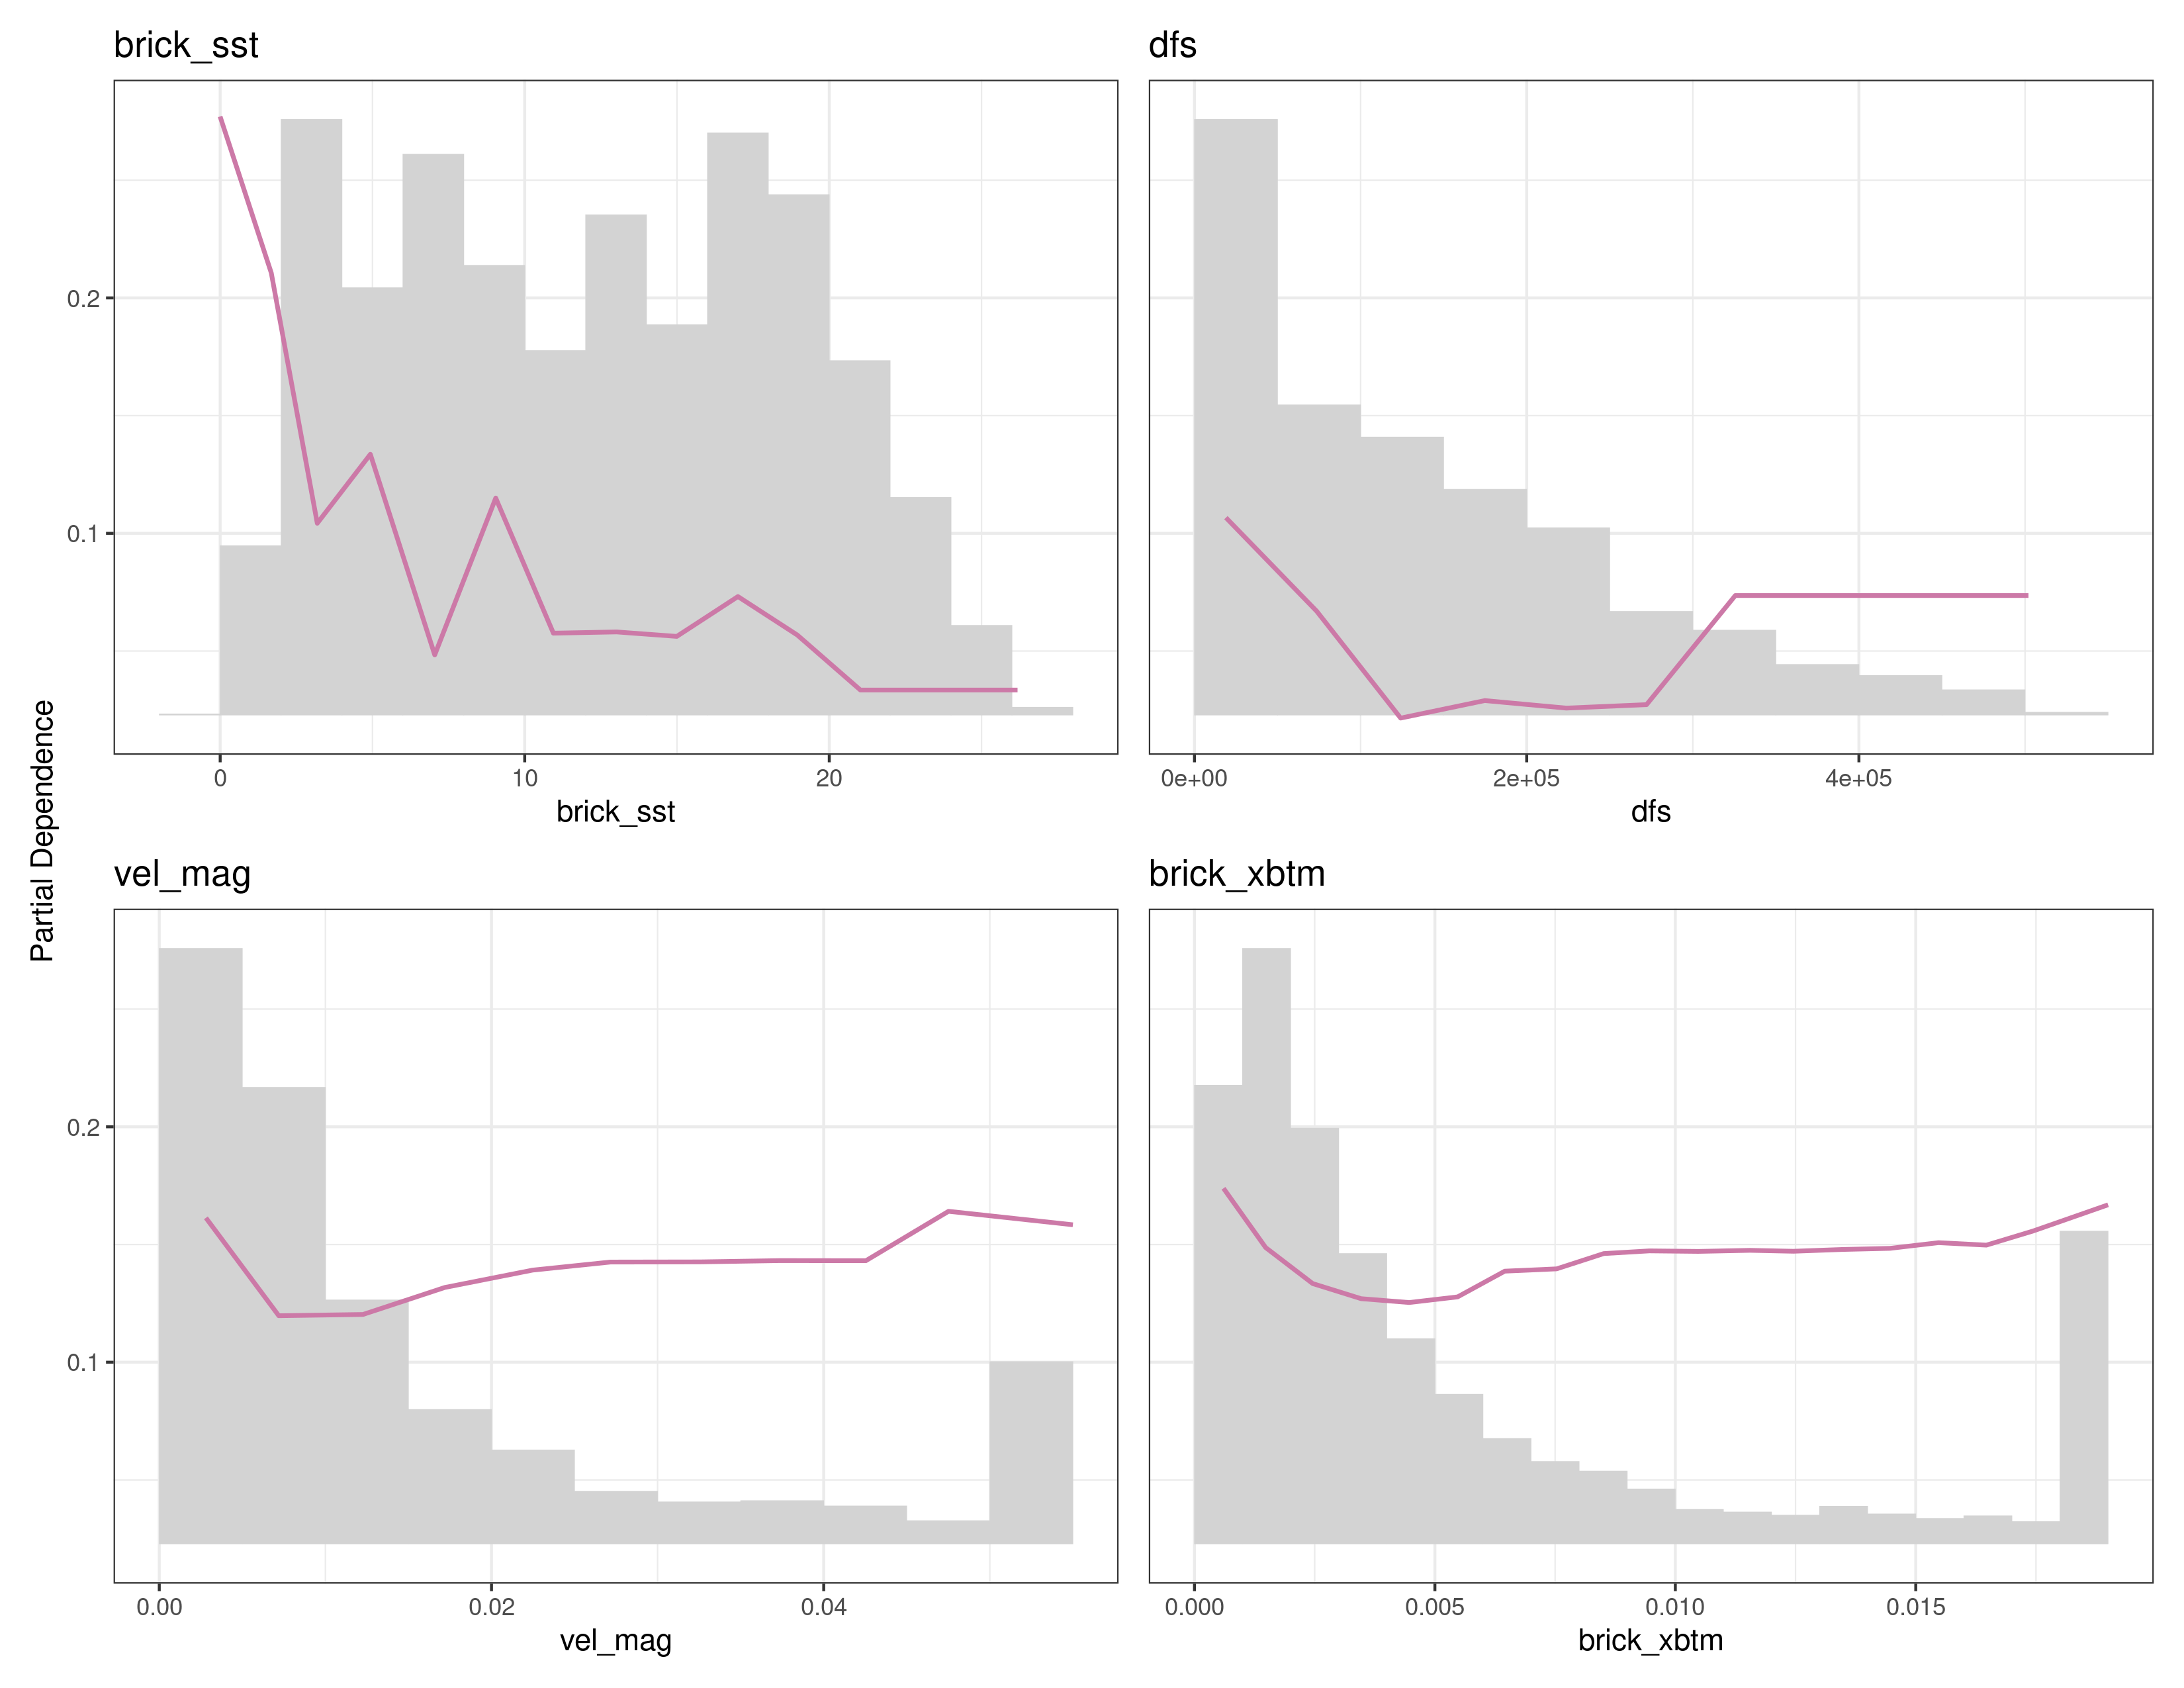 brick_sst
dfs
0.2
0.1
0
10
20
0e+00
2e+05
4e+05
brick_sst
dfs
Partial Dependence
vel_mag
brick_xbtm
0.2
0.1
0.00
0.02
0.04
0.000
0.005
0.010
0.015
vel_mag
brick_xbtm